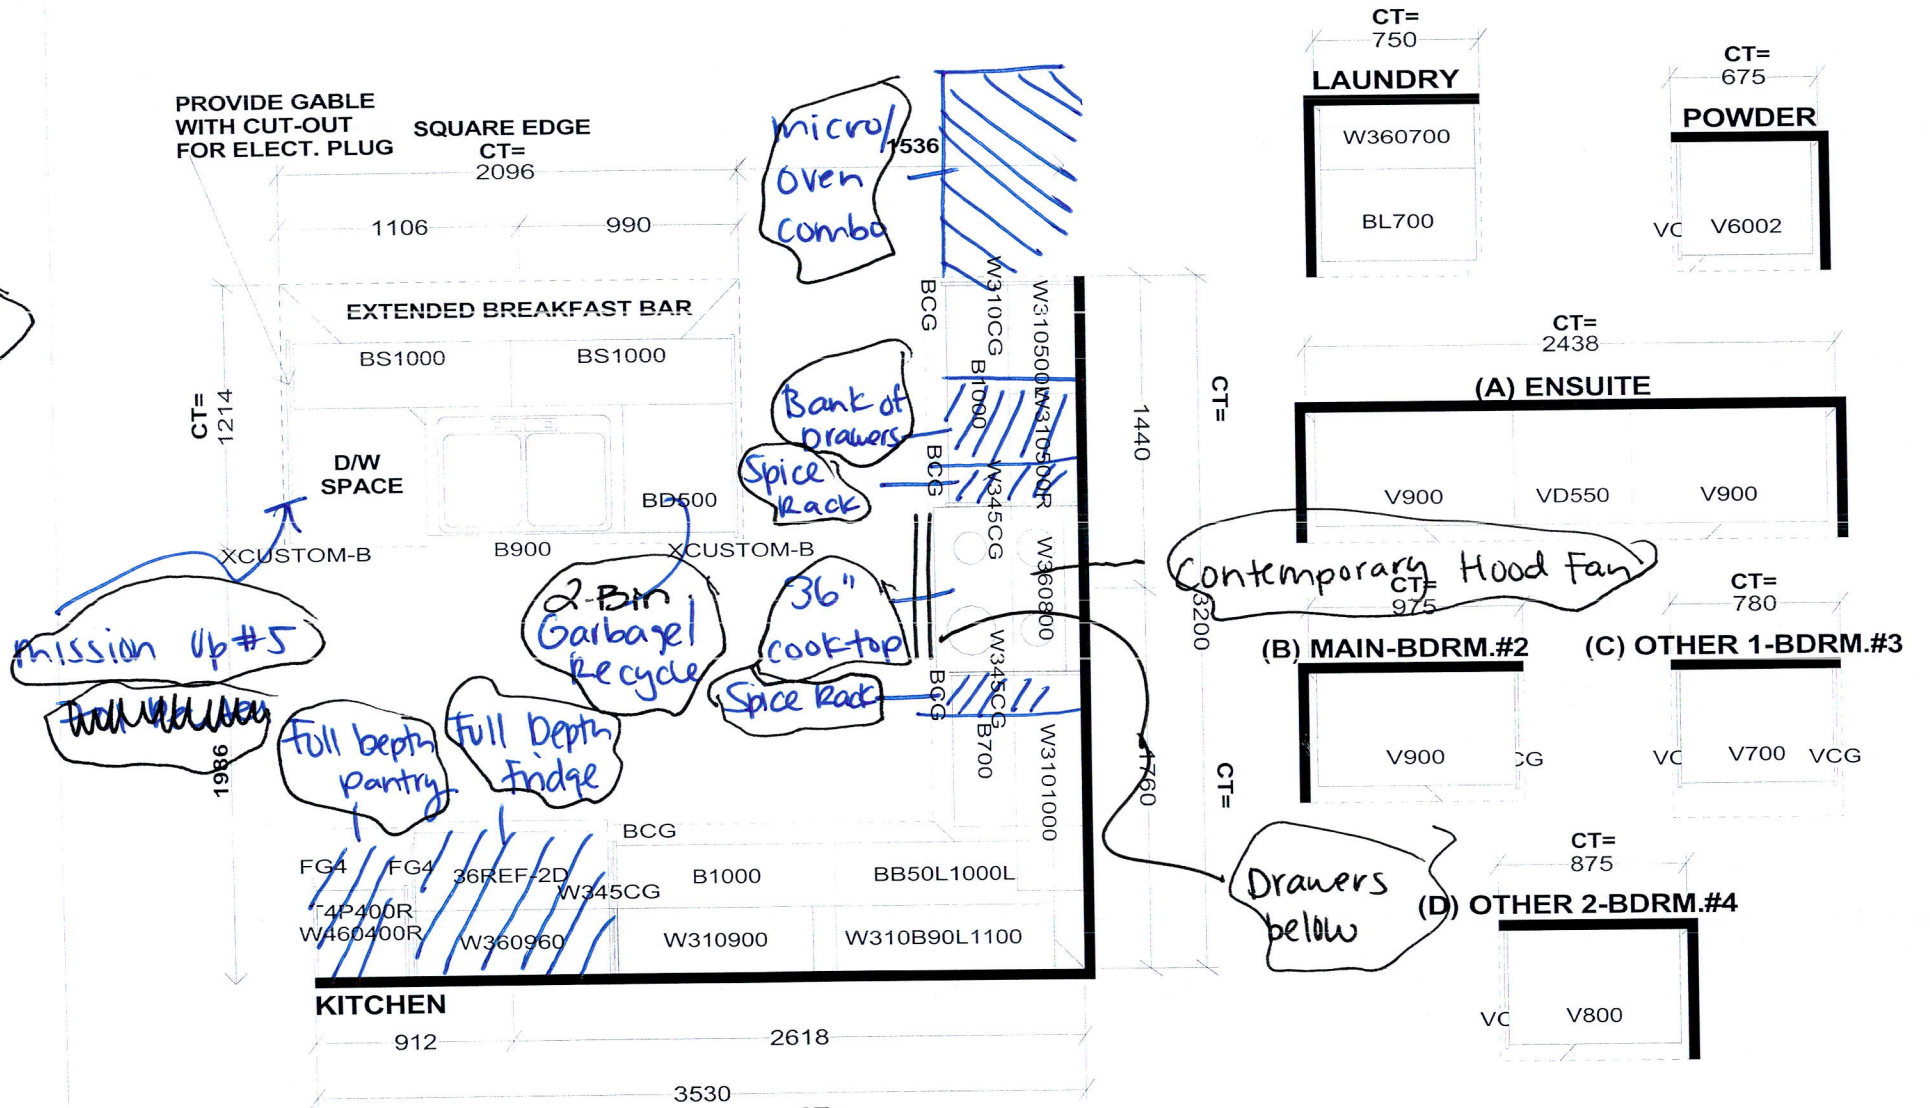 CT=
750
LAUNDRY
W360700
BL700
CT=
675
POWDER
VC
V6002
PROVIDE GABLE
WITH CUT-OUT
FOR ELECT. PLUG
SQUARE EDGE
CT=
2096
1106
990
1536
micro/
oven
combo
EXTENDED BREAKFAST BAR
BS1000
BS1000
CT=
1214
D/W
SPACE
BD500
XCUSTOM-B
B900
XCUSTOM-B
BCG
W310CG
W310500L
B1000
W310500R
BCG
W345CG
W360800
W345CG
BCG
B700
W3101000
1440
CT=
3200
1760
CT=
Bank of
Drawers
Spice
Rack
36"
cooktop
Spice Rack
2-Bin
Garbage/
Recycle
mission Up #5
Full Depth
pantry
Full Depth
Fridge
1986
Contemporary Hood Fan
Drawers
below
CT=
2438
(A) ENSUITE
V900
VD550
V900
CT=
975
(B) MAIN-BDRM.#2
V900
CG
CT=
780
(C) OTHER 1-BDRM.#3
VC
V700
VCG
CT=
875
(D) OTHER 2-BDRM.#4
VC
V800
BCG
FG4
FG4
36REF-2D
W345CG
B1000
BB50L1000L
4P400R
W460400R
W360960
W310900
W310B90L1100
KITCHEN
912
2618
3530